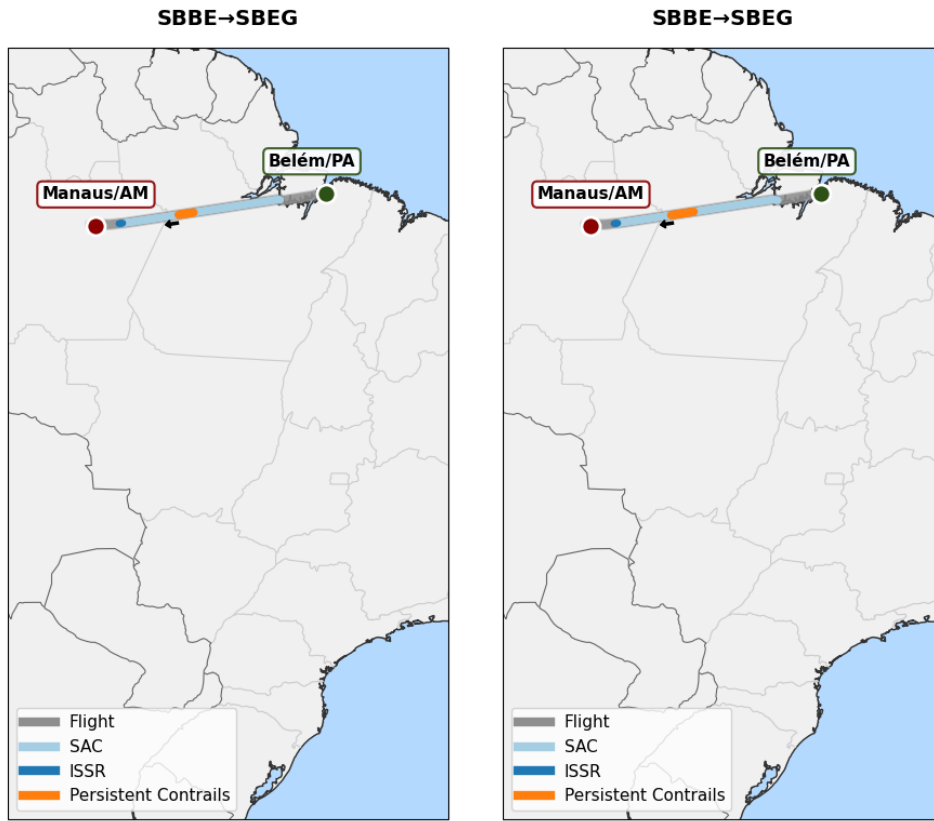 SBBE→SBEG
Belém/PA
Manaus/AM
Flight
SAC
ISSR
Persistent Contrails
SBBE→SBEG
Belém/PA
Manaus/AM
Flight
SAC
ISSR
Persistent Contrails